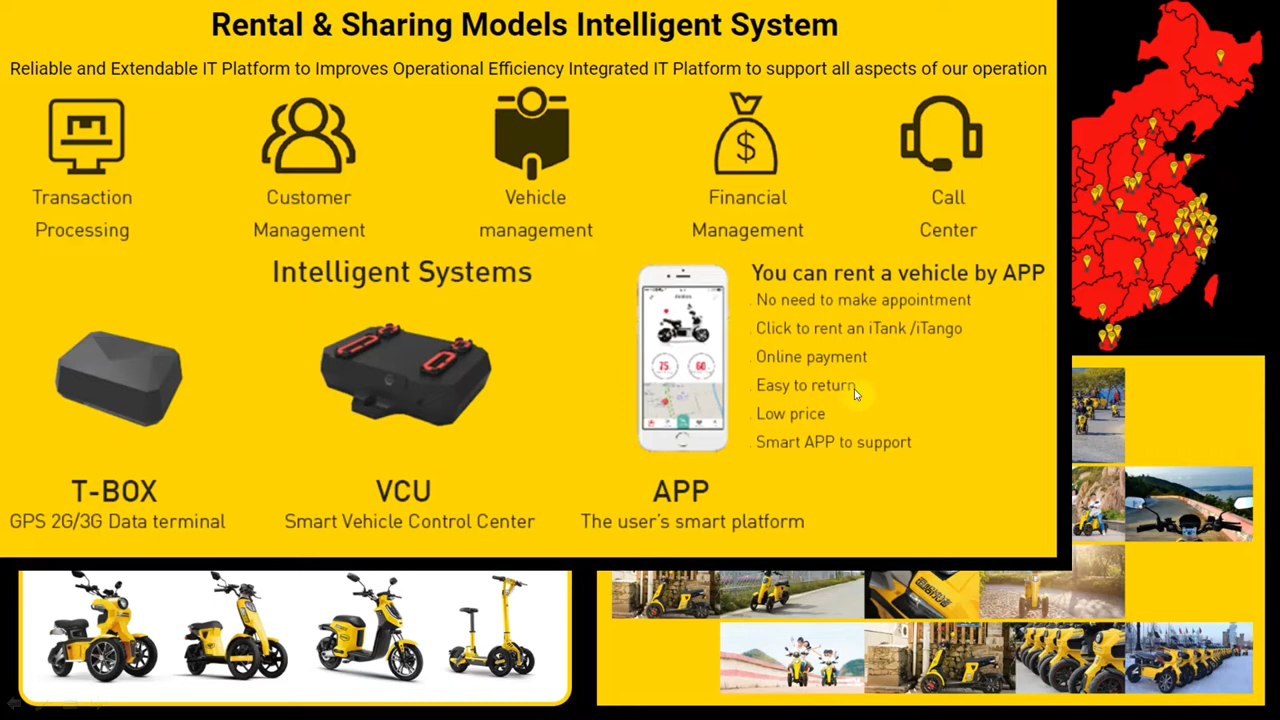 Rental & Sharing Models Intelligent System
Reliable and Extendable IT Platform to Improves Operational Efficiency Integrated IT Platform to support all aspects of our operation
Transaction
Processing
Customer
Management
Vehicle
management
$
Financial
Management
Call
Center
Intelligent Systems
You can rent a vehicle by APP
. No need to make appointment
. Click to rent an iTank /iTango
. Online payment
. Easy to return
. Low price
. Smart APP to support
T-BOX
GPS 2G/3G Data terminal
VCU
Smart Vehicle Control Center
APP
The user's smart platform